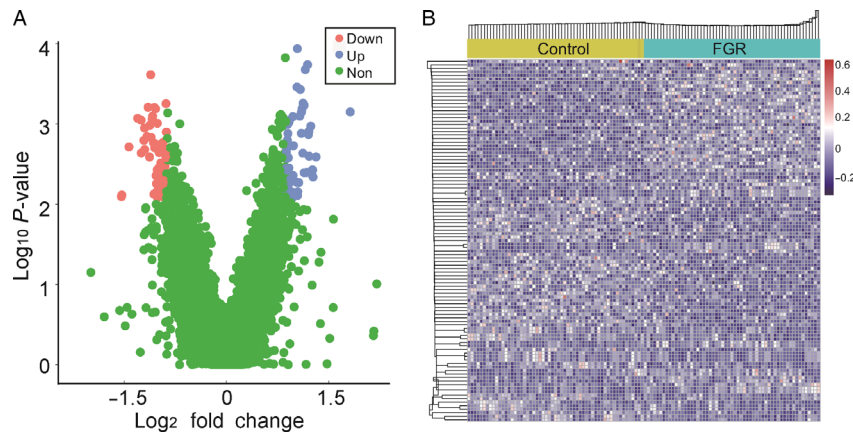 A
B
4
3
2
1
0
Log10 P-value
−1.5
0
1.5
Log2 fold change
Down
Up
Non
Control
FGR
0.6
0.4
0.2
0
−0.2